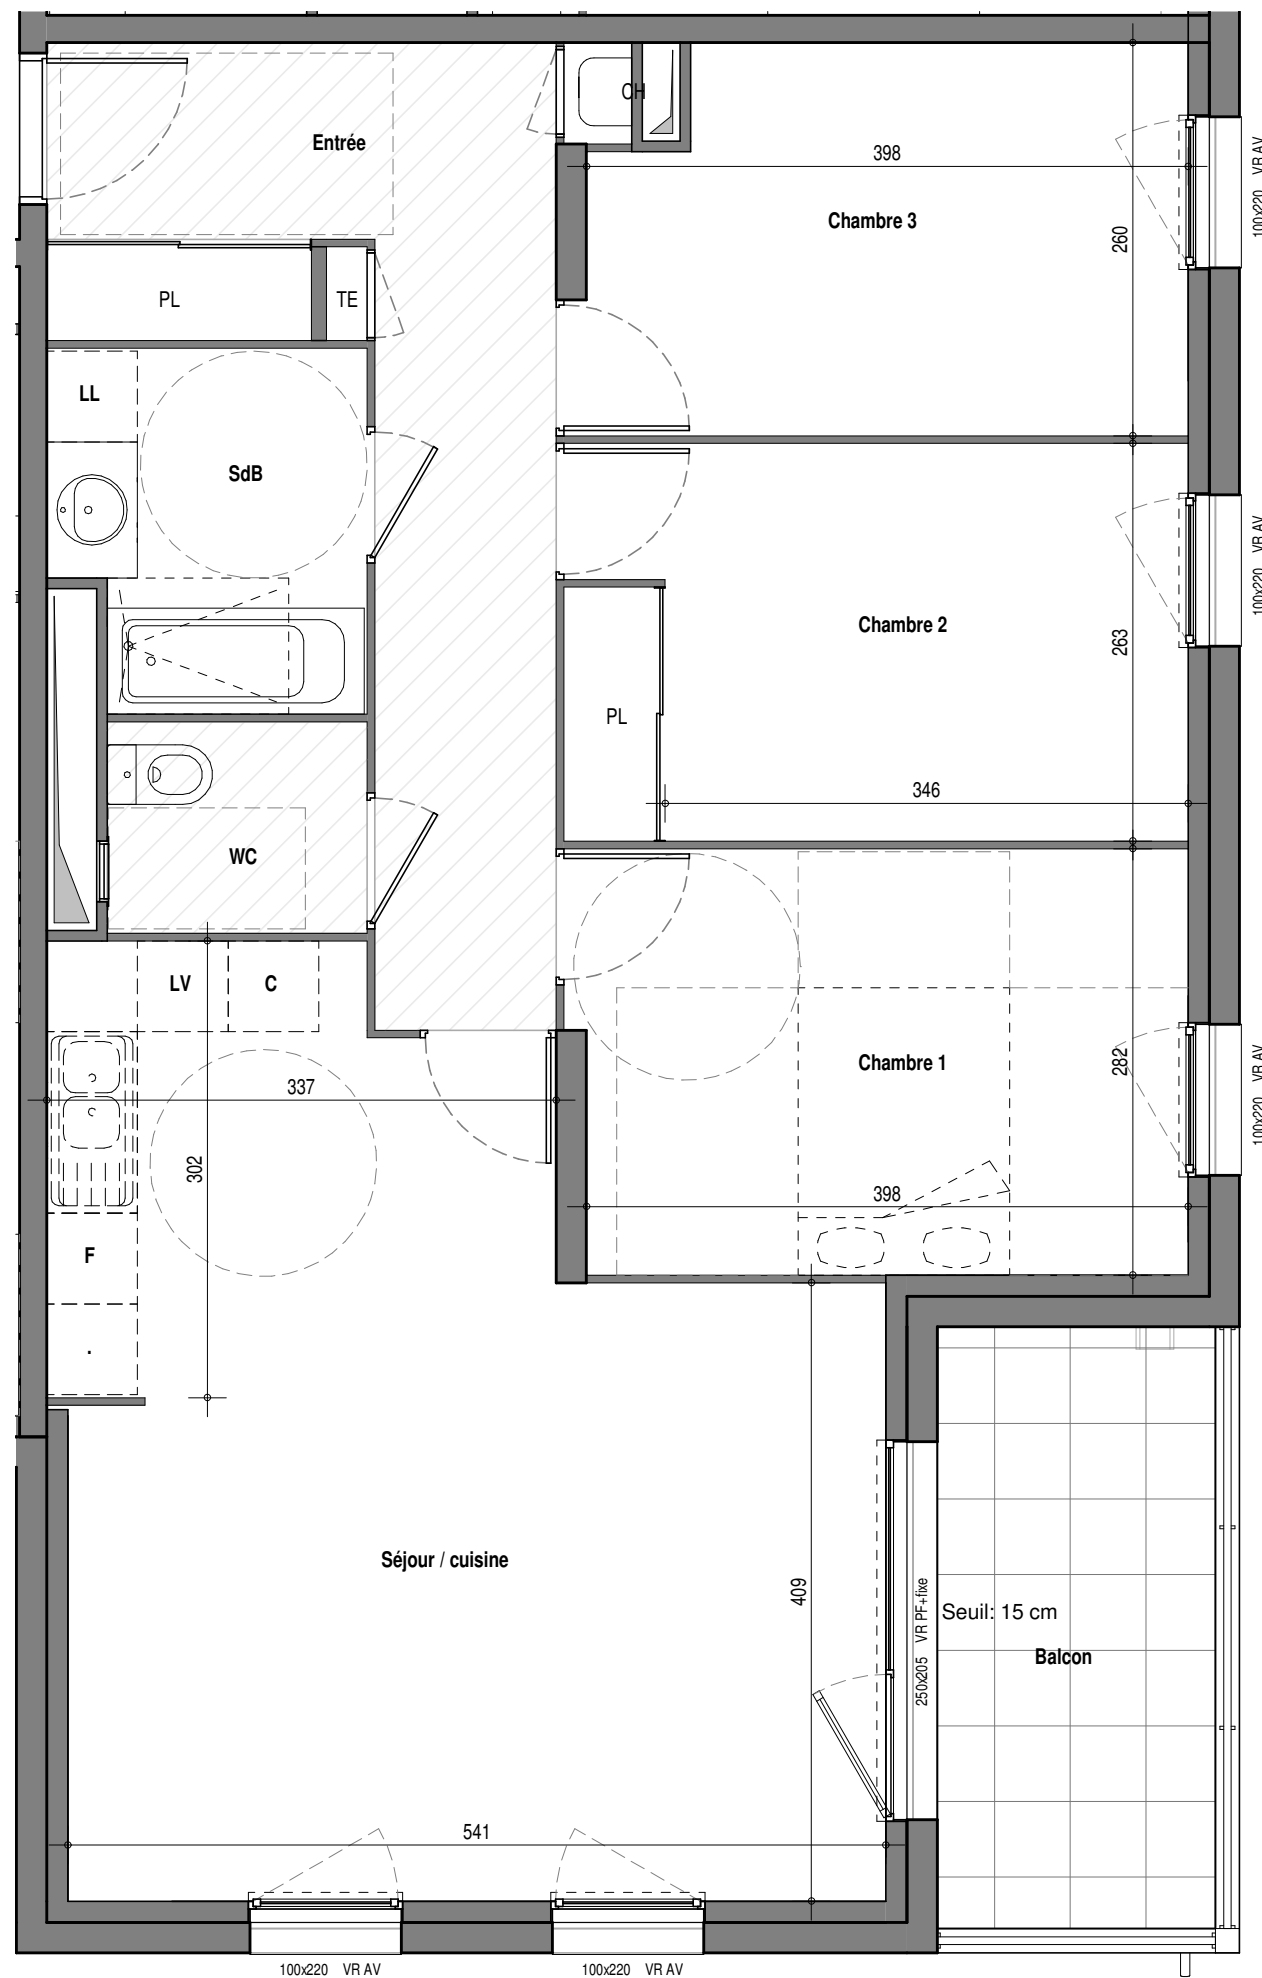 Entrée
CH
398
Chambre 3
260
100x220 VR AV
PL
TE
LL
SdB
100x220 VR AV
Chambre 2
263
PL
346
WC
LV
C
337
Chambre 1
282
100x220 VR AV
302
398
F
.
Séjour / cuisine
409
250x205 VR PF+fixe
Seuil: 15 cm
Balcon
541
100x220 VR AV
100x220 VR AV